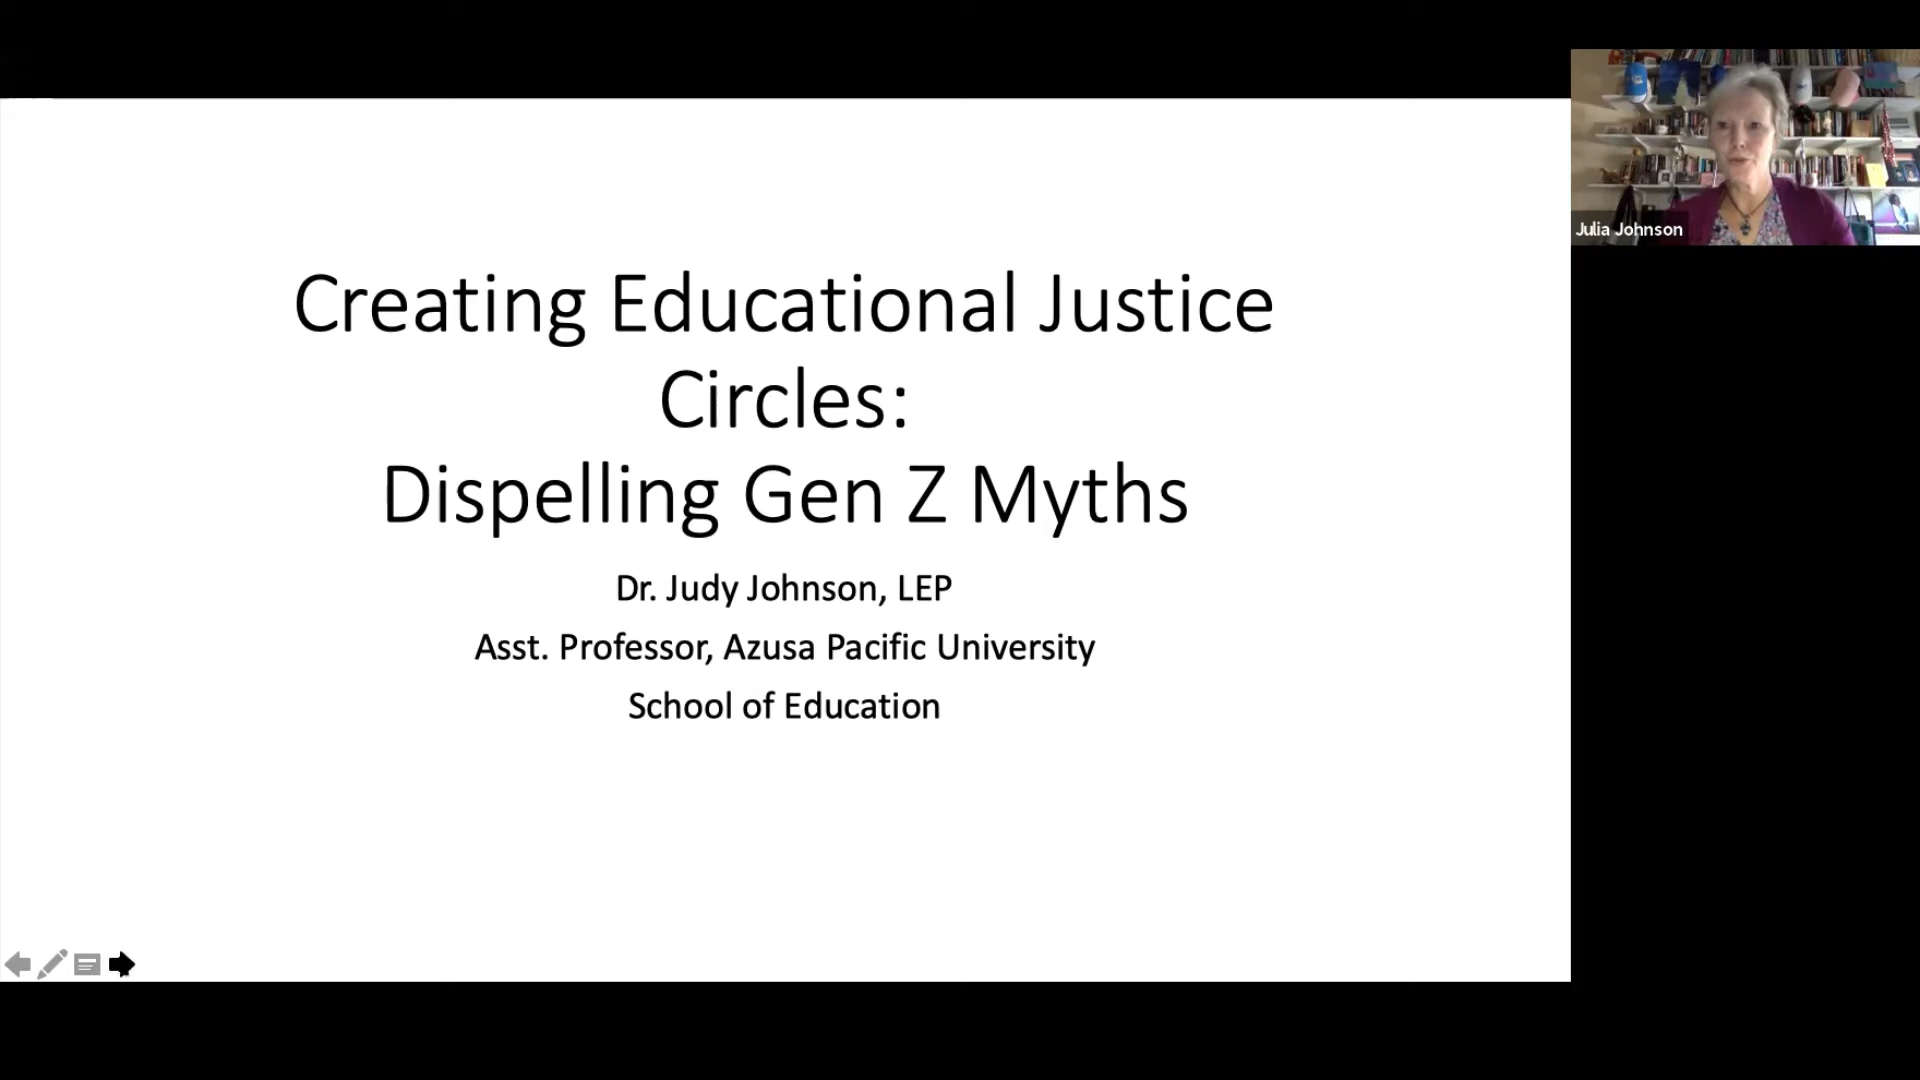 Creating Educational Justice
Circles:
Dispelling Gen Z Myths
Dr. Judy Johnson, LEP
Asst. Professor, Azusa Pacific University
School of Education
Julia Johnson